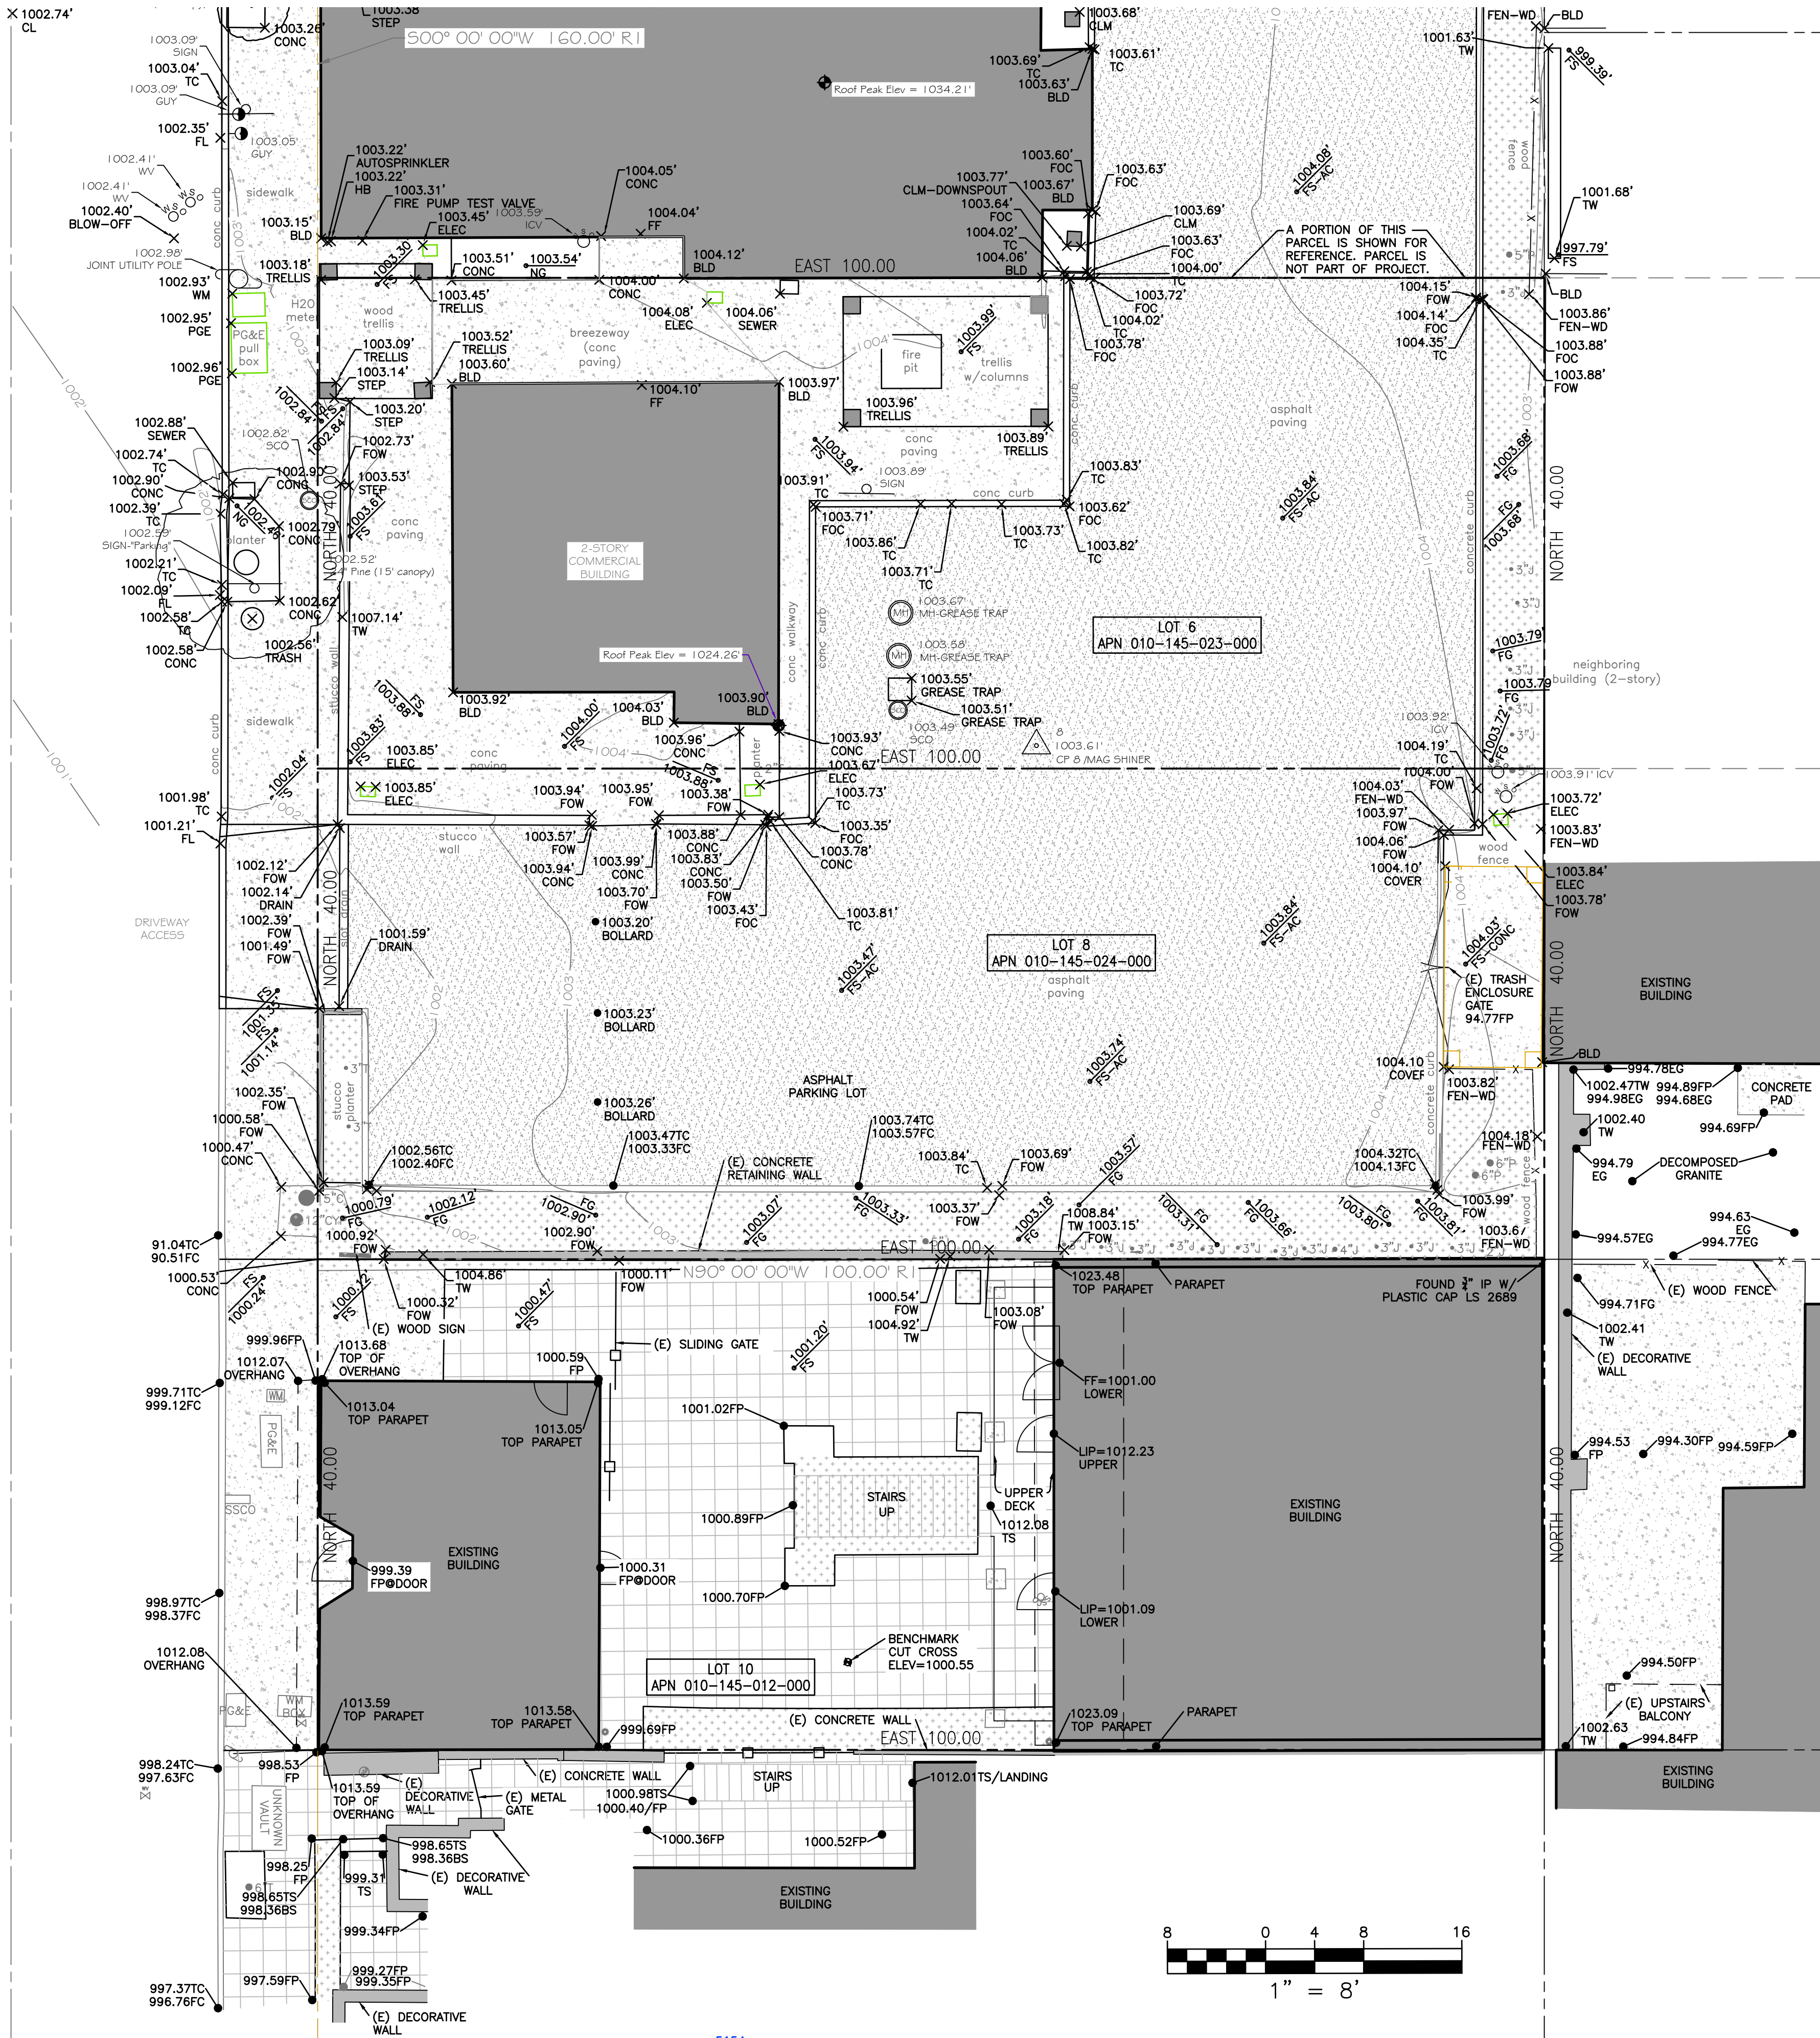 1002.74'
CL
1003.26'
CONC
1003.38'
STEP
S00° 00' 00"W 160.00' R1
1003.68'
CLM
FEN-WD
BLD
1001.63'
TW
999.39'
FS
1003.09'
SIGN
1003.04'
TC
1003.09'
GUY
1002.35'
FL
1003.05'
GUY
1003.69'
TC
1003.61'
TC
1003.63'
BLD
Roof Peak Elev = 1034.21'
1002.41'
WV
1002.41'
WV
1002.40'
BLOW-OFF
sidewalk
conc curb
1003.22'
AUTOSPRINKLER
1003.22'
HB
1003.31'
FIRE PUMP TEST VALVE
1003.45'
ELEC
1003.59'
ICV
1004.05'
CONC
1004.04'
FF
1003.15'
BLD
1003.60'
FOC
1003.63'
FOC
1003.77'
CLM-DOWNSPOUT
1003.67'
BLD
1003.64'
FOC
1004.02'
TC
1004.06'
BLD
1003.69'
CLM
1003.63'
FOC
1004.00'
TC
1003.72'
FOC
1004.02'
TC
1003.78'
FOC
1004.08'
FS-AC
wood
fence
1001.68'
TW
997.79'
FS
A PORTION OF THIS
PARCEL IS SHOWN FOR
REFERENCE. PARCEL IS
NOT PART OF PROJECT.
1002.98'
JOINT UTILITY POLE
1002.93'
WM
1003.18'
TRELLIS
1003.30'
FS
1003.51'
CONC
1003.54'
NG
1004.00'
CONC
1004.12'
BLD
EAST 100.00
H2O
meter
wood
trellis
1003.45'
TRELLIS
1004.08'
ELEC
1004.06'
SEWER
1002.95'
PGE
PG&E
pull
box
1002.96'
PGE
breezeway
(conc
paving)
1003.52'
TRELLIS
1003.60'
BLD
1003.09'
TRELLIS
1003.14'
STEP
1003.20'
STEP
1004.10'
FF
1003.97'
BLD
1004'
fire
pit
1003.99'
FS
trellis
w/columns
1003.96'
TRELLIS
1003.89'
TRELLIS
conc
paving
1003.94'
FS
1003.89'
SIGN
1003.91'
TC
conc curb
1003.83'
TC
1003.62'
FOC
1003.71'
FOC
1003.86'
TC
1003.71'
TC
1003.73'
TC
1003.82'
TC
asphalt
paving
1003.84'
FS-AC
1004.15'
FOW
1004.14'
FOC
1004.35'
TC
BLD
1003.86'
FEN-WD
1003.88'
FOC
1003.88'
FOW
1003.68'
FG
FG
1003.68'
concrete curb
NORTH 40.00
1002.84'
FS
FS
1002.84'
1002.88'
SEWER
1002.82'
SCO
1002.73'
FOW
1002.74'
TC
1002.90'
CONC
1002.90'
CONC
1003.53'
STEP
1003.61'
FS
1002.39'
TC
NG
1002.46'
1002.59'
SIGN-"Parking"
1002.79'
CONC
planter
conc
paving
1002.52'
24" Pine (15' canopy)
1002.21'
TC
1002.09'
FL
1002.58'
TC
1002.58'
CONC
1002.62'
CONC
1007.14'
TW
1002.56'
TRASH
stucco wall
NORTH 40.00
2-STORY
COMMERCIAL
BUILDING
Roof Peak Elev = 1024.26'
conc walkway
conc curb
MH
1003.67'
MH-GREASE TRAP
MH
1003.58'
MH-GREASE TRAP
1003.55'
GREASE TRAP
1003.51'
GREASE TRAP
SCO
1003.49'
SCO
LOT 6
APN 010-145-023-000
1003.79'
FG
1003.79
FG
1003.72'
FG
neighboring
building (2-story)
sidewalk
1003.88'
FS
1003.92'
BLD
1004.00'
FS
1004.03'
BLD
1003.90'
BLD
1003.83'
FS
1003.85'
ELEC
1003.85'
ELEC
conc
paving
1004'
1003.96'
CONC
1003.93'
CONC
FS
1003.88'
planter
1003.67'
ELEC
EAST 100.00
8
1003.61'
CP 8 /MAG SHINER
1003.92'
ICV
1004.19'
TC
1004.00'
FOW
1003.91' ICV
1002.04'
FS
1001.98'
TC
1001.21'
FL
1003.94'
FOW
1003.95'
FOW
1003.38'
FOW
1003.73'
TC
1003.35'
FOC
1003.57'
FOW
1003.94'
CONC
1003.99'
CONC
1003.70'
FOW
1003.88'
CONC
1003.83'
CONC
1003.50'
FOW
1003.43'
FOC
1003.78'
CONC
1003.81'
TC
stucco
wall
1004.03'
FEN-WD
1003.97'
FOW
1004.06'
FOW
1004.10'
COVER
wood
fence
1003.72'
ELEC
1003.83'
FEN-WD
1003.84'
ELEC
1003.78'
FOW
1002.12'
FOW
1002.14'
DRAIN
1002.39'
FOW
1001.49'
FOW
slot drain
1001.59'
DRAIN
DRIVEWAY
ACCESS
1003.20'
BOLLARD
1003.47'
FS-AC
LOT 8
APN 010-145-024-000
asphalt
paving
1003.84'
FS-AC
1004.03'
FS-CONC
(E) TRASH
ENCLOSURE
GATE
94.77FP
EXISTING
BUILDING
NORTH 40.00
NORTH 40.00
FS
1001.35'
FS
1001.14'
1002'
1003'
1003.23'
BOLLARD
1003.26'
BOLLARD
1003.74'
FS-AC
ASPHALT
PARKING LOT
1004.10
COVER
1003.82'
FEN-WD
BLD
994.78EG
1002.47TW
994.98EG
994.89FP
994.68EG
CONCRETE
PAD
994.69FP
1002.40
TW
1002.35'
FOW
stucco
planter
3"T
3"T
1000.58'
FOW
1000.47'
CONC
1002.56TC
1002.40FC
1003.47TC
1003.33FC
(E) CONCRETE
RETAINING WALL
1003.74TC
1003.57FC
1003.84'
TC
1003.69'
FOW
1003.57'
FG
1004.32TC
1004.13FC
concrete curb
1004.18'
FEN-WD
6"P
6"P
wood fence
994.79
EG
DECOMPOSED
GRANITE
1000.79'
FG
1002.12'
FG
FG
1002.90'
1003.07'
FG
1003.33'
FG
1003.37'
FOW
1003.18'
FG
1008.84'
TW
1003.15'
FOW
FG
1003.31'
1003.66'
FG
FG
1003.80'
1003.81'
FG
1003.99'
FOW
1003.67
FEN-WD
994.63
EG
994.57EG
994.77EG
12"CY
91.04TC
90.51FC
1000.53'
CONC
1000.92'
FOW
1002.90'
FOW
EAST 100.00
N90° 00' 00"W 100.00' R1
FS
1000.24'
1000.12'
FS
1000.32'
FOW
1004.86'
TW
1000.47'
FS
1000.11'
FOW
1000.54'
FOW
1004.92'
TW
1003.08'
FOW
1023.48
TOP PARAPET
PARAPET
FOUND ¾" IP W/
PLASTIC CAP LS 2689
(E) WOOD FENCE
994.71FG
1002.41
TW
(E) DECORATIVE
WALL
(E) WOOD SIGN
(E) SLIDING GATE
1001.20'
FS
999.96FP
1012.07
OVERHANG
1013.68
TOP OF
OVERHANG
1000.59
FP
999.71TC
999.12FC
WM
PG&E
1013.04
TOP PARAPET
1013.05
TOP PARAPET
1001.02FP
FF=1001.00
LOWER
LIP=1012.23
UPPER
994.53
FP
994.30FP
994.59FP
NORTH 40.00
NORTH 40.00
SSCO
STAIRS
UP
1000.89FP
UPPER
DECK
1012.08
TS
EXISTING
BUILDING
EXISTING
BUILDING
999.39
FP@DOOR
1000.31
FP@DOOR
1000.70FP
LIP=1001.09
LOWER
998.97TC
998.37FC
1012.08
OVERHANG
BENCHMARK
CUT CROSS
ELEV=1000.55
LOT 10
APN 010-145-012-000
994.50FP
(E) UPSTAIRS
BALCONY
PG&E
WM
BOX
1013.59
TOP PARAPET
1013.58
TOP PARAPET
999.69FP
(E) CONCRETE WALL
EAST 100.00
1023.09
TOP PARAPET
PARAPET
1002.63
TW
994.84FP
998.24TC
997.63FC
998.53
FP
1013.59
TOP OF
OVERHANG
(E)
DECORATIVE
WALL
(E) CONCRETE WALL
(E) METAL
GATE
1000.98TS
1000.40/FP
STAIRS
UP
1012.01TS/LANDING
EXISTING
BUILDING
UNKNOWN
VAULT
998.65TS
998.36BS
998.25
FP
999.31
TS
998.65TS
998.36BS
(E) DECORATIVE
WALL
1000.36FP
1000.52FP
6"T
999.34FP
EXISTING
BUILDING
999.27FP
999.35FP
997.59FP
997.37TC
996.76FC
(E) DECORATIVE
WALL
8 0 4 8 16
1" = 8'